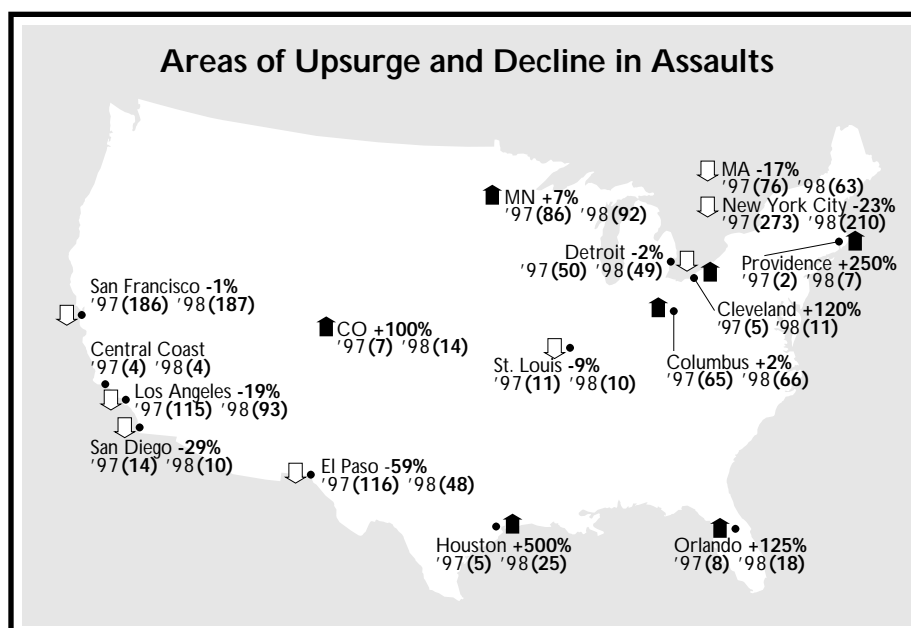 Areas of Upsurge and Decline in Assaults
MA -17%
'97(76) '98(63)
New York City -23%
'97(273) '98(210)
MN +7%
'97(86) '98(92)
Detroit -2%
'97(50) '98(49)
Providence +250%
'97(2) '98(7)
San Francisco -1%
'97(186) '98(187)
Cleveland +120%
'97(5) '98(11)
CO +100%
'97(7) '98(14)
Central Coast
'97(4) '98(4)
St. Louis -9%
'97(11) '98(10)
Columbus +2%
'97(65) '98(66)
Los Angeles -19%
'97(115) '98(93)
San Diego -29%
'97(14) '98(10)
El Paso -59%
'97(116) '98(48)
Houston +500%
'97(5) '98(25)
Orlando +125%
'97(8) '98(18)